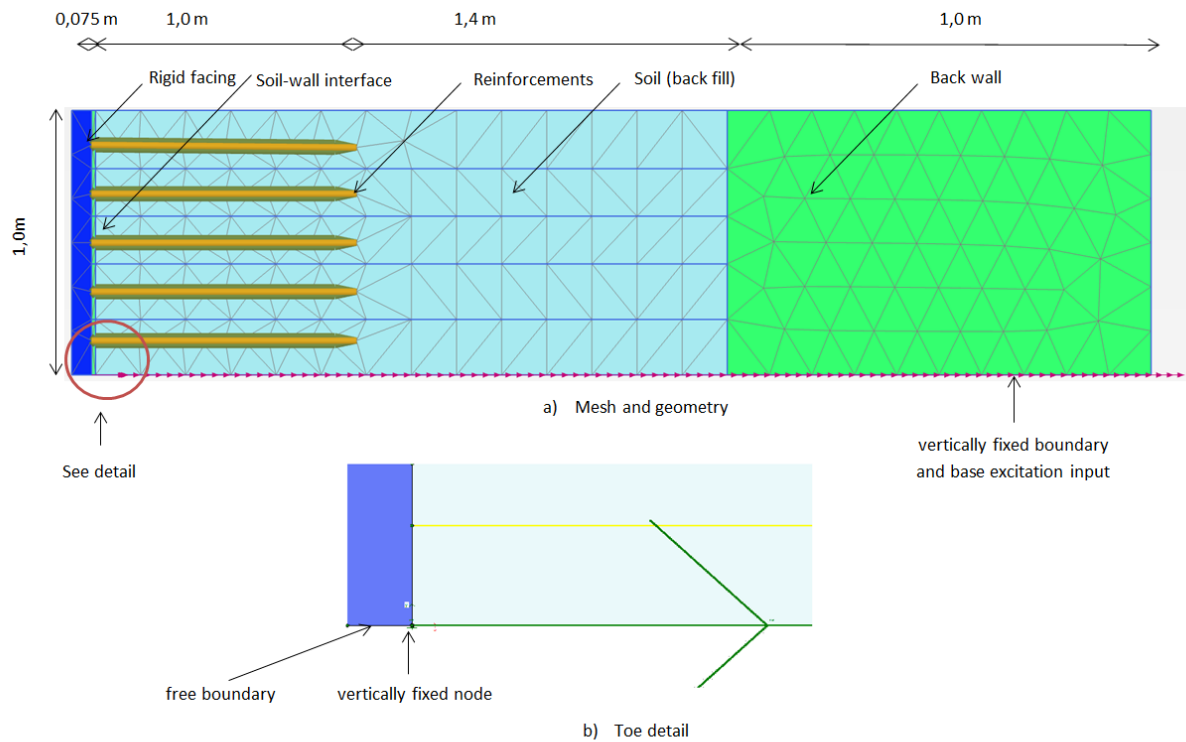 0,075 m 1,0 m 1,4 m 1,0 m
Rigid facing Soil-wall interface Reinforcements Soil (back fill) Back wall
1,0m
a) Mesh and geometry
See detail
vertically fixed boundary
and base excitation input
free boundary vertically fixed node
b) Toe detail